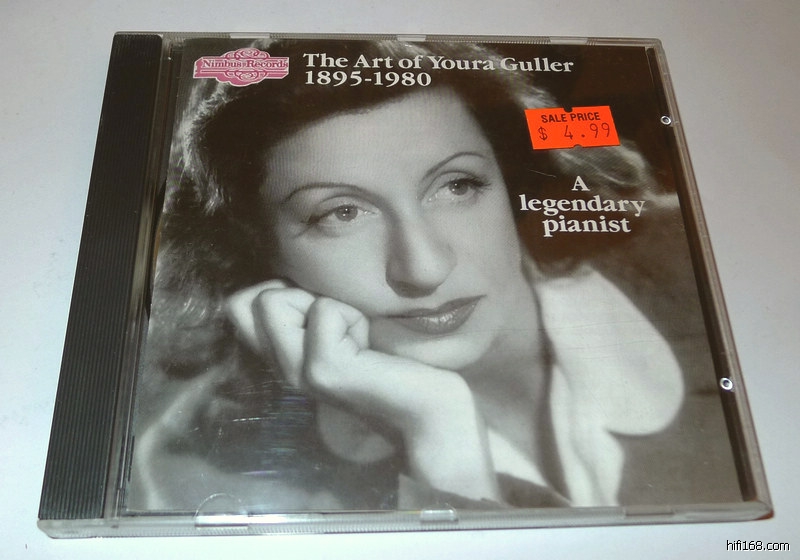 Nimbus Records
The Art of Youra Guller
1895-1980
SALE PRICE
$ 4.99
A
legendary
pianist
hifi168.com